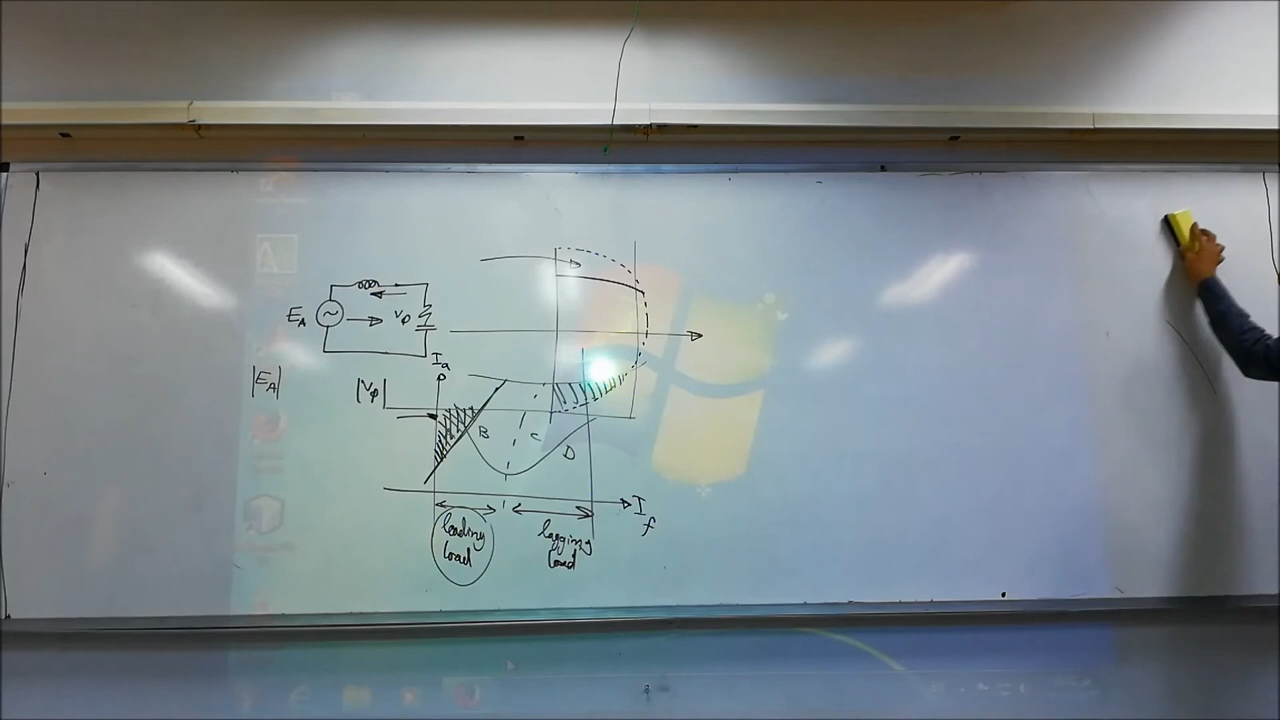 E_A
V_φ
I_a
|E_A|
|V_φ|
B
C
D
I_f
leading
load
lagging
load